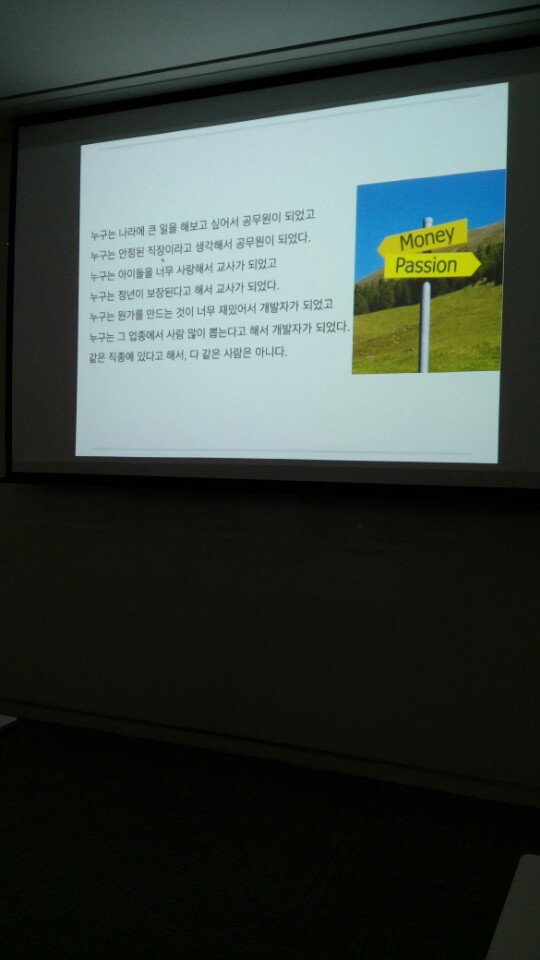 누구는 나라에 큰 일을 해보고 싶어서 공무원이 되었고
누구는 안정된 직장이라고 생각해서 공무원이 되었다.
누구는 아이들을 너무 사랑해서 교사가 되었고
누구는 정년이 보장된다고 해서 교사가 되었다.
누구는 뭔가를 만드는 것이 너무 재밌어서 개발자가 되었고
누구는 그 업종에서 사람 많이 뽑는다고 해서 개발자가 되었다.
같은 직종에 있다고 해서, 다 같은 사람은 아니다.
Money
Passion